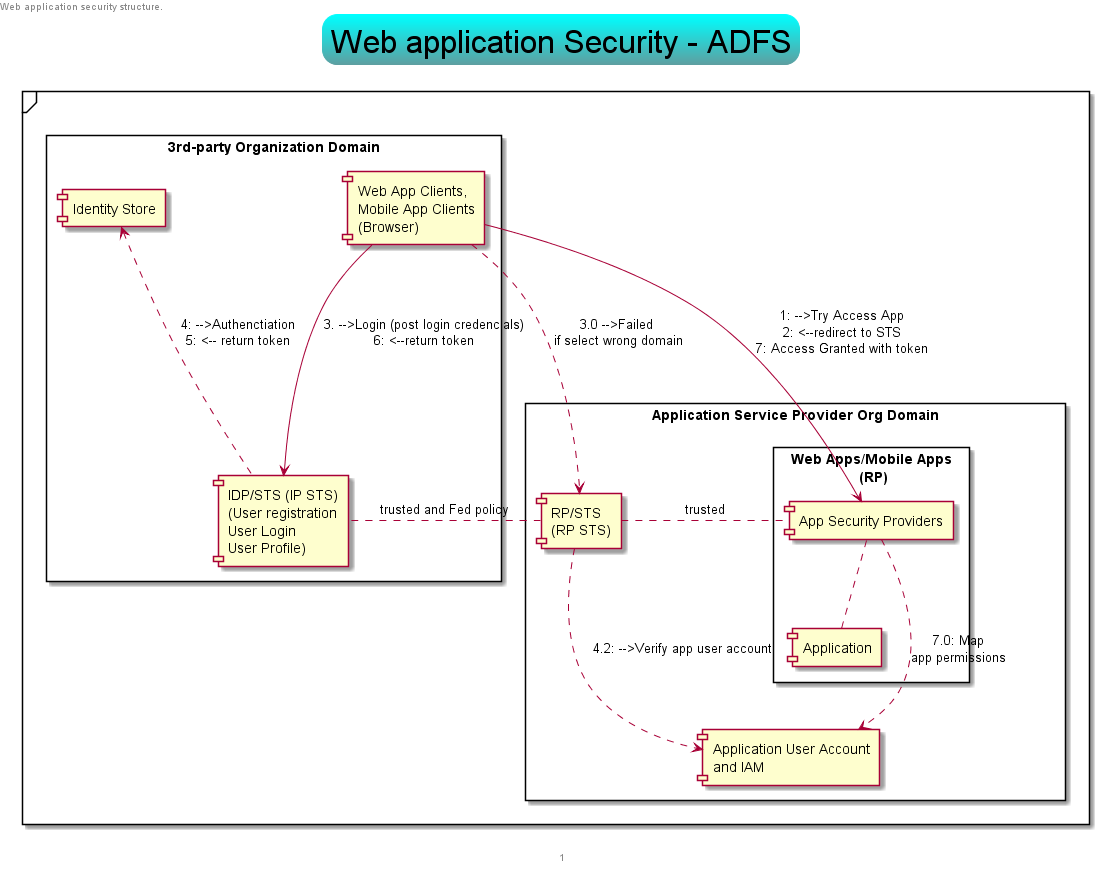 Web application security structure.
Web application Security - ADFS
3rd-party Organization Domain
Identity Store
Web App Clients,
Mobile App Clients
(Browser)
4: -->Authenctiation
5: <-- return token
3. -->Login (post login credencials)
6: <--return token
3.0 -->Failed
if select wrong domain
1: -->Try Access App
2: <--redirect to STS
7: Access Granted with token
Application Service Provider Org Domain
Web Apps/Mobile Apps
(RP)
IDP/STS (IP STS)
(User registration
User Login
User Profile)
trusted and Fed policy
RP/STS
(RP STS)
trusted
App Security Providers
4.2: -->Verify app user account
Application
7.0: Map
app permissions
Application User Account
and IAM
1